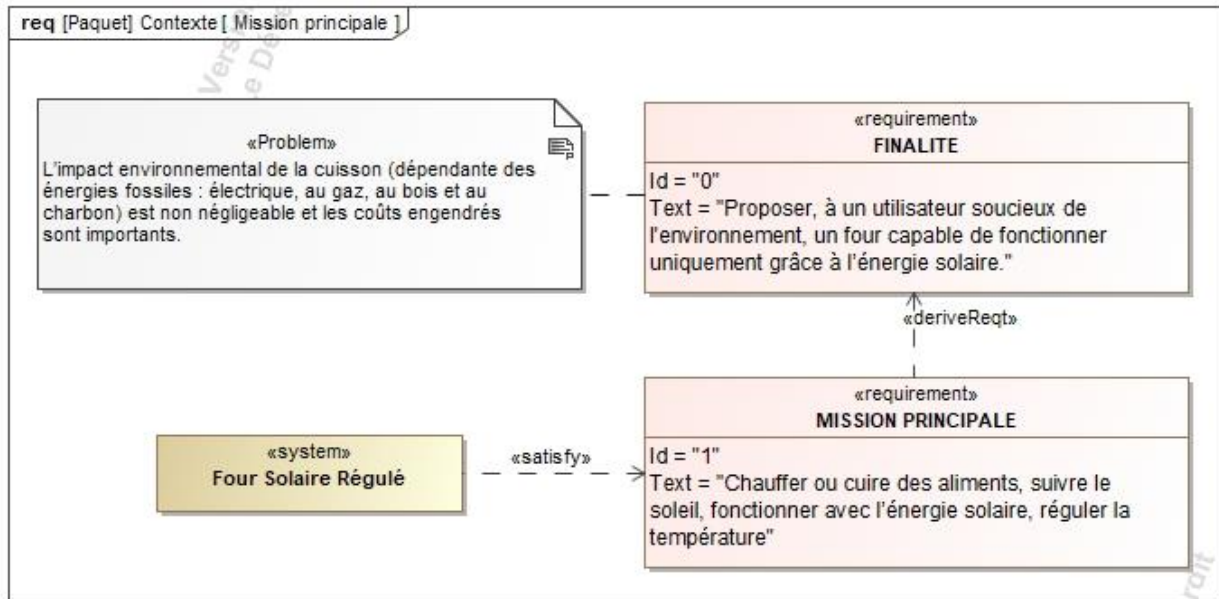 req [Paquet] Contexte [ Mission principale ]
«Problem»
L'impact environnemental de la cuisson (dépendante des
énergies fossiles : électrique, au gaz, au bois et au
charbon) est non négligeable et les coûts engendrés
sont importants.
«requirement»
FINALITE
Id = "0"
Text = "Proposer, à un utilisateur soucieux de
l'environnement, un four capable de fonctionner
uniquement grâce à l'énergie solaire."
«deriveReqt»
«requirement»
MISSION PRINCIPALE
Id = "1"
Text = "Chauffer ou cuire des aliments, suivre le
soleil, fonctionner avec l'énergie solaire, réguler la
température"
«system»
Four Solaire Régulé
«satisfy»